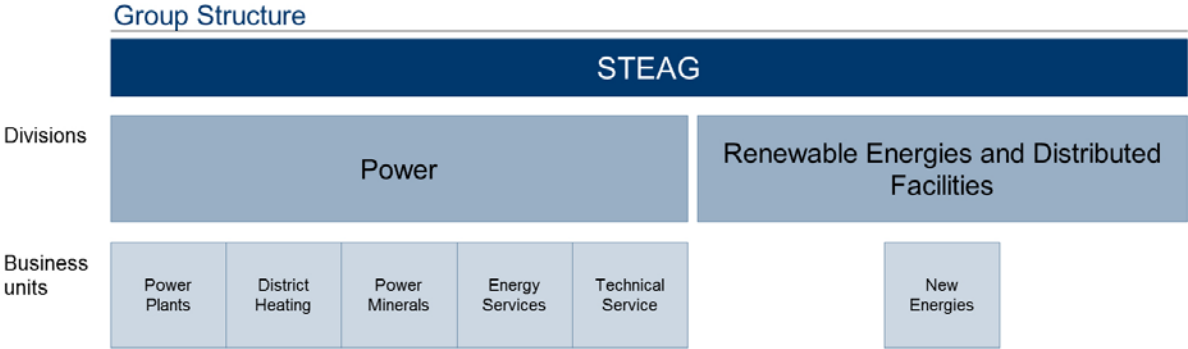 Group Structure
STEAG
Divisions
Power
Renewable Energies and Distributed
Facilities
Business
units
Power
Plants
District
Heating
Power
Minerals
Energy
Services
Technical
Service
New
Energies